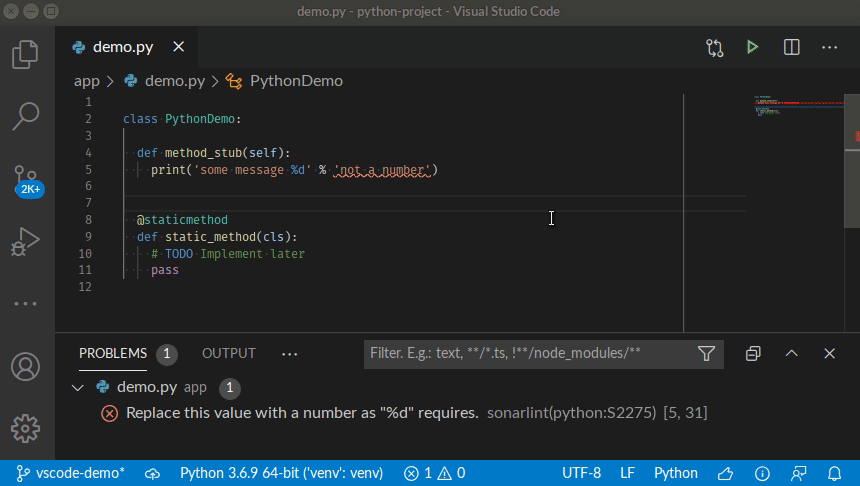 demo.py - python-project - Visual Studio Code
demo.py
app > demo.py > PythonDemo
1
2 class PythonDemo:
3
4 def method_stub(self):
5 print('some message %d' % 'not a number')
6
7
8 @staticmethod
9 def static_method(cls):
10 # TODO Implement later
11 pass
12
2K+
PROBLEMS 1 OUTPUT ... Filter. E.g.: text, **/*.ts, !**/node_modules/**
demo.py app 1
Replace this value with a number as "%d" requires. sonarlint(python:S2275) [5, 31]
vscode-demo* Python 3.6.9 64-bit ('venv': venv) 1 0 UTF-8 LF Python